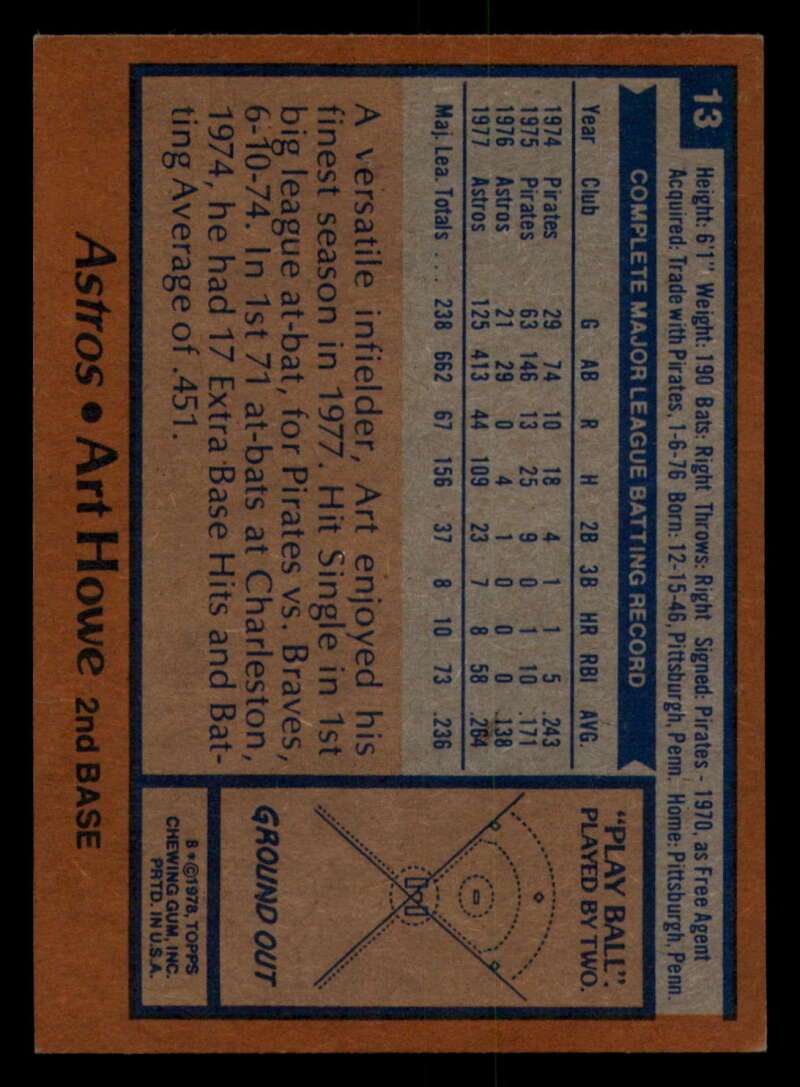 13
Height: 6'1" Weight: 190 Bats: Right Throws: Right Signed: Pirates - 1970, as Free Agent
Acquired: Trade with Pirates, 1-6-76 Born: 12-15-46, Pittsburgh, Penn. Home: Pittsburgh, Penn.
COMPLETE MAJOR LEAGUE BATTING RECORD
Year Club G AB R H 2B 3B HR RBI AVG.
1974 Pirates 29 74 10 18 4 1 1 5 .243
1975 Pirates 63 146 13 25 9 0 1 10 .171
1976 Astros 21 29 0 4 1 0 0 0 .138
1977 Astros 125 413 44 109 23 7 8 58 .264
Maj. Lea. Totals . . . 238 662 67 156 37 8 10 73 .236
A versatile infielder, Art enjoyed his
finest season in 1977. Hit Single in 1st
big league at-bat, for Pirates vs. Braves,
6-10-74. In 1st 71 at-bats at Charleston,
1974, he had 17 Extra Base Hits and Bat-
ting Average of .451.
"PLAY BALL".
PLAYED BY TWO.
GROUND OUT
B*©1978, TOPPS
CHEWING GUM, INC.
PRTD. IN U.S.A.
Astros • Art Howe 2nd BASE